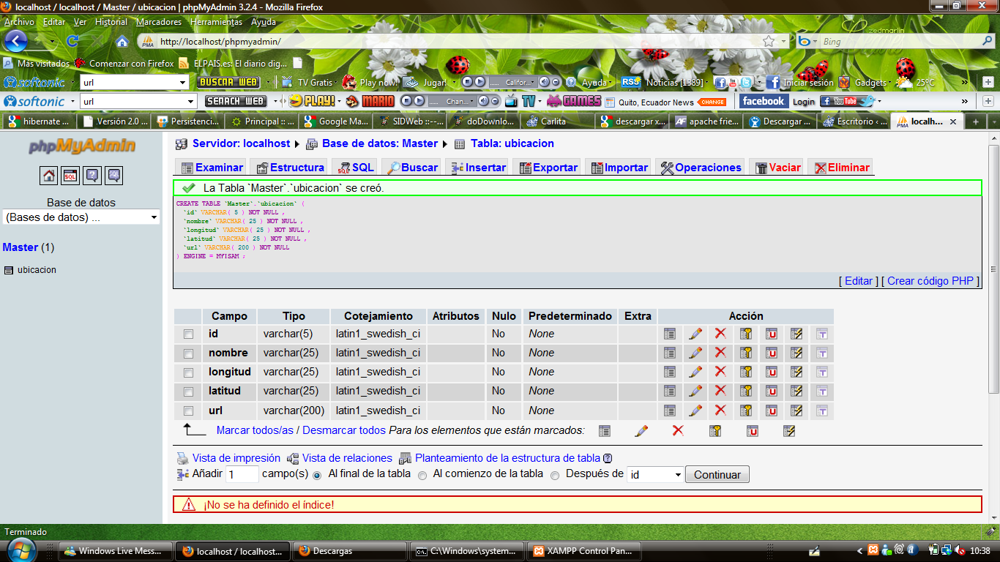 localhost / localhost / Master / ubicacion | phpMyAdmin 3.2.4 - Mozilla Firefox
Archivo Editar Ver Historial Marcadores Herramientas Ayuda
zedmarlin
PMA http://localhost/phpmyadmin/ Bing
Más visitados Comenzar con Firefox ELPAIS.es: El diario dig...
softonic url BUSCAR WEB TV Gratis Play now! Jugar! ...... Califor... Ayuda RSS Noticias [1389] Iniciar sesión Gadgets 25°C »
softonic url SEARCH WEB PLAY! MARIO ...... Chan... TV GAMES Quito, Ecuador News CHANGE facebook Login YouTube »
hibernate ... Versión 2.0 ... Persistenci... Principal :: ... Google Ma... SIDWeb ::--... doDownlo... Carlita descargar x... apache frie... Descargar ... Escritorio ‹ ... PMA localh...
phpMyAdmin
Servidor: localhost Base de datos: Master Tabla: ubicacion
Examinar Estructura SQL Buscar Insertar Exportar Importar Operaciones Vaciar Eliminar
SQL
Base de datos
(Bases de datos) ...
Master (1)
ubicacion
La Tabla `Master`.`ubicacion` se creó.
CREATE TABLE `Master`.`ubicacion` (
`id` VARCHAR( 5 ) NOT NULL ,
`nombre` VARCHAR( 25 ) NOT NULL ,
`longitud` VARCHAR( 25 ) NOT NULL ,
`latitud` VARCHAR( 25 ) NOT NULL ,
`url` VARCHAR( 200 ) NOT NULL
) ENGINE = MYISAM ;
[ Editar ] [ Crear código PHP ]
Campo Tipo Cotejamiento Atributos Nulo Predeterminado Extra Acción
id varchar(5) latin1_swedish_ci No None
nombre varchar(25) latin1_swedish_ci No None
longitud varchar(25) latin1_swedish_ci No None
latitud varchar(25) latin1_swedish_ci No None
url varchar(200) latin1_swedish_ci No None
Marcar todos/as / Desmarcar todos Para los elementos que están marcados:
Vista de impresión Vista de relaciones Planteamiento de la estructura de tabla
Añadir 1 campo(s) Al final de la tabla Al comienzo de la tabla Después de id Continuar
¡No se ha definido el índice!
Terminado
Windows Live Mess... localhost / localhost... Descargas C:\Windows\system... XAMPP Control Pan... 10:38